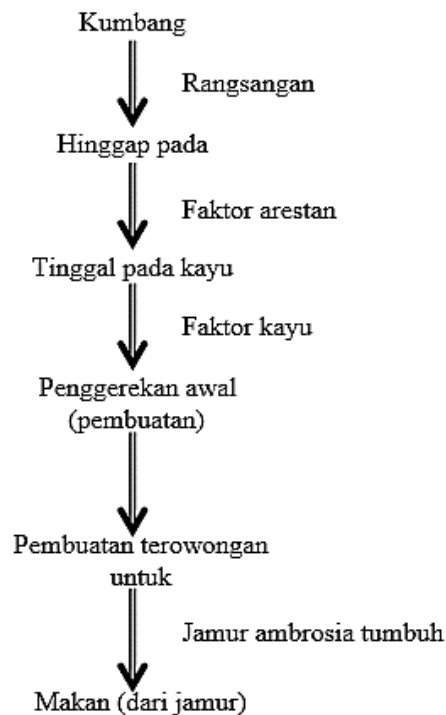 Kumbang
Rangsangan
Hinggap pada
Faktor arestan
Tinggal pada kayu
Faktor kayu
Penggerekan awal
(pembuatan)
Pembuatan terowongan
untuk
Jamur ambrosia tumbuh
Makan (dari jamur)